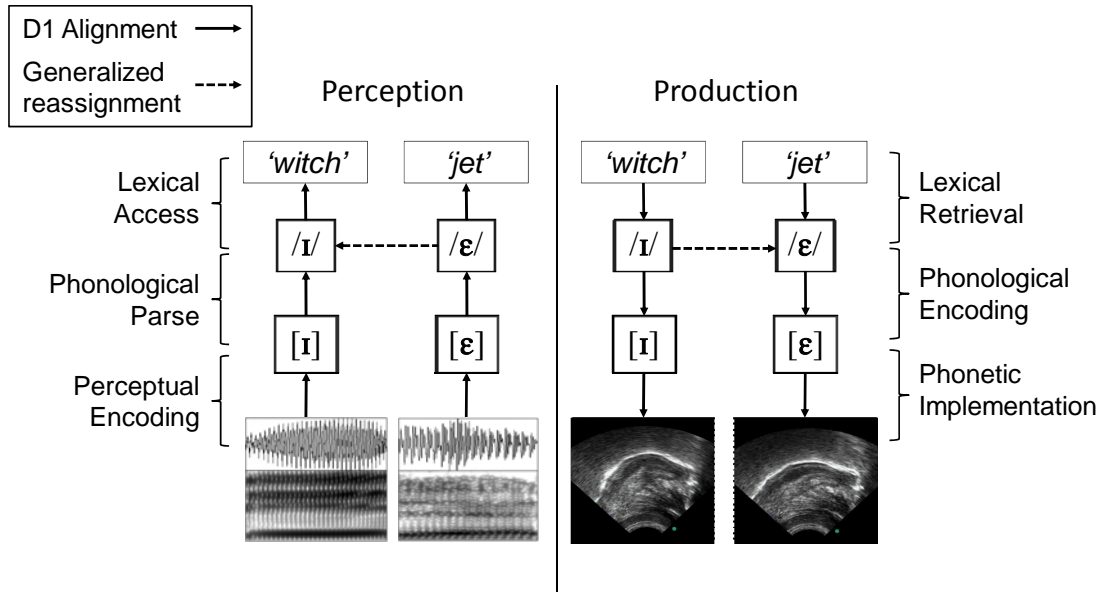 D1 Alignment
Generalized
reassignment
Perception
Production
‘witch’
‘jet’
‘witch’
‘jet’
Lexical
Access
/ɪ/
/ɛ/
/ɪ/
/ɛ/
Lexical
Retrieval
Phonological
Parse
Phonological
Encoding
[ɪ]
[ɛ]
[ɪ]
[ɛ]
Perceptual
Encoding
Phonetic
Implementation